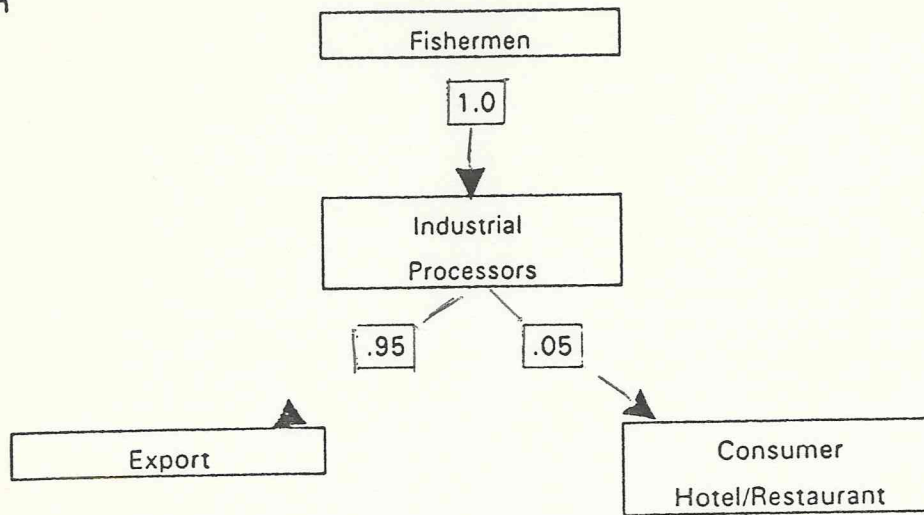 Fishermen
1.0
Industrial
Processors
.95 .05
Export
Consumer
Hotel/Restaurant